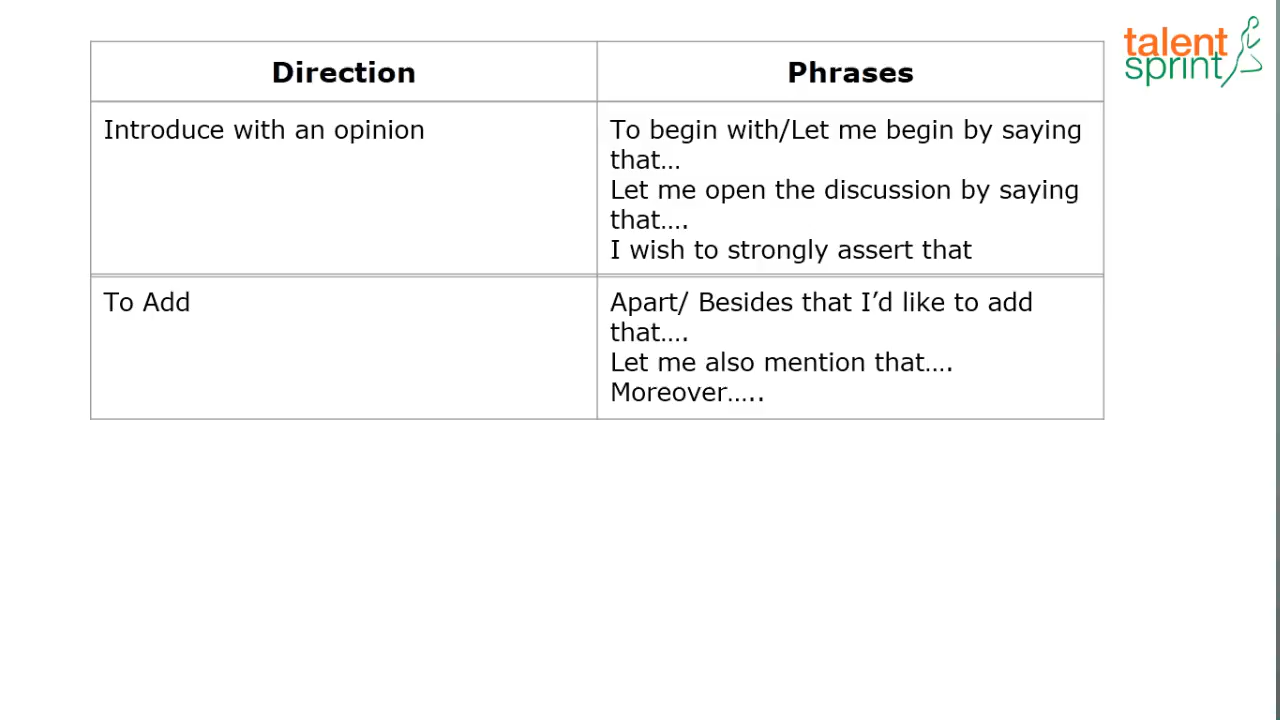 talent
sprint
Direction
Phrases
Introduce with an opinion
To begin with/Let me begin by saying
that…
Let me open the discussion by saying
that….
I wish to strongly assert that
To Add
Apart/ Besides that I’d like to add
that….
Let me also mention that….
Moreover…..